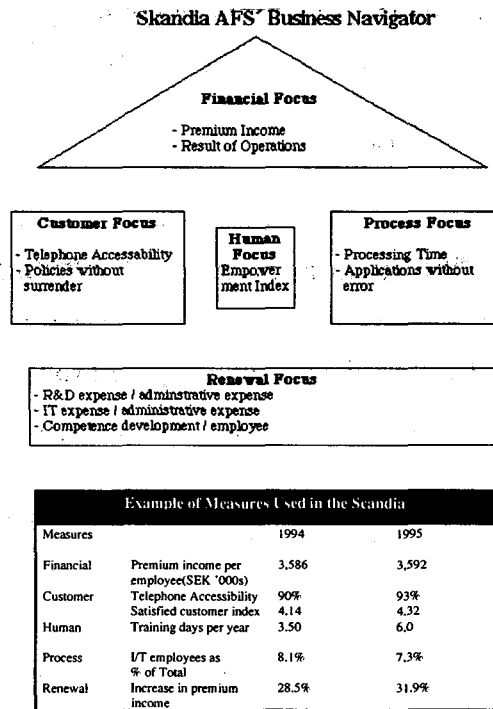 Skandia AFS' Business Navigator
Financial Focus
- Premium Income
- Result of Operations
Customer Focus
- Telephone Accessability
- Policies without
surrender
Human
Focus
Empower
ment Index
Process Focus
- Processing Time
- Applications without
error
Renewal Focus
- R&D expense / adminstrative expense
- IT expense / administrative expense
- Competence development / employee
Example of Measures Used in the Scandia
Measures 1994 1995
Financial Premium income per 3,586 3,592
employee(SEK '000s)
Customer Telephone Accessibility 90% 93%
Satisfied customer index 4.14 4.32
Human Training days per year 3.50 6.0
Process I/T employees as 8.1% 7.3%
% of Total
Renewal Increase in premium 28.5% 31.9%
income